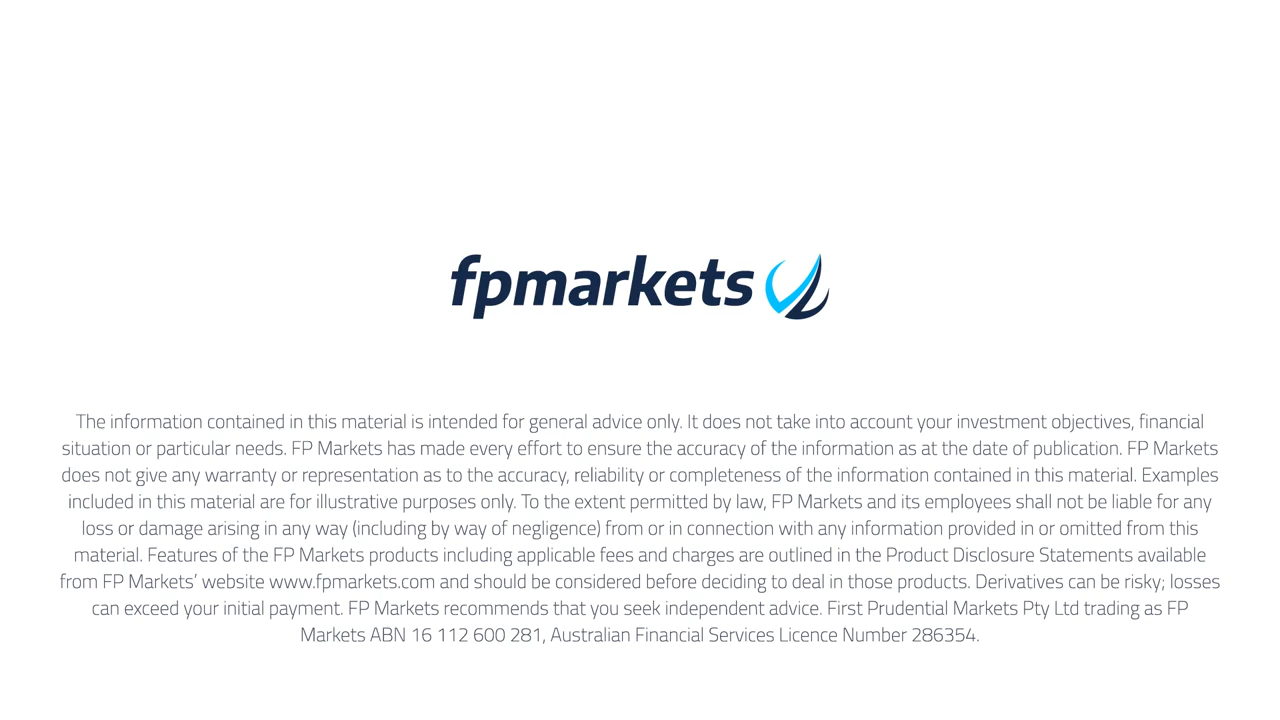 fpmarkets
The information contained in this material is intended for general advice only. It does not take into account your investment objectives, financial
situation or particular needs. FP Markets has made every effort to ensure the accuracy of the information as at the date of publication. FP Markets
does not give any warranty or representation as to the accuracy, reliability or completeness of the information contained in this material. Examples
included in this material are for illustrative purposes only. To the extent permitted by law, FP Markets and its employees shall not be liable for any
loss or damage arising in any way (including by way of negligence) from or in connection with any information provided in or omitted from this
material. Features of the FP Markets products including applicable fees and charges are outlined in the Product Disclosure Statements available
from FP Markets’ website www.fpmarkets.com and should be considered before deciding to deal in those products. Derivatives can be risky; losses
can exceed your initial payment. FP Markets recommends that you seek independent advice. First Prudential Markets Pty Ltd trading as FP
Markets ABN 16 112 600 281, Australian Financial Services Licence Number 286354.